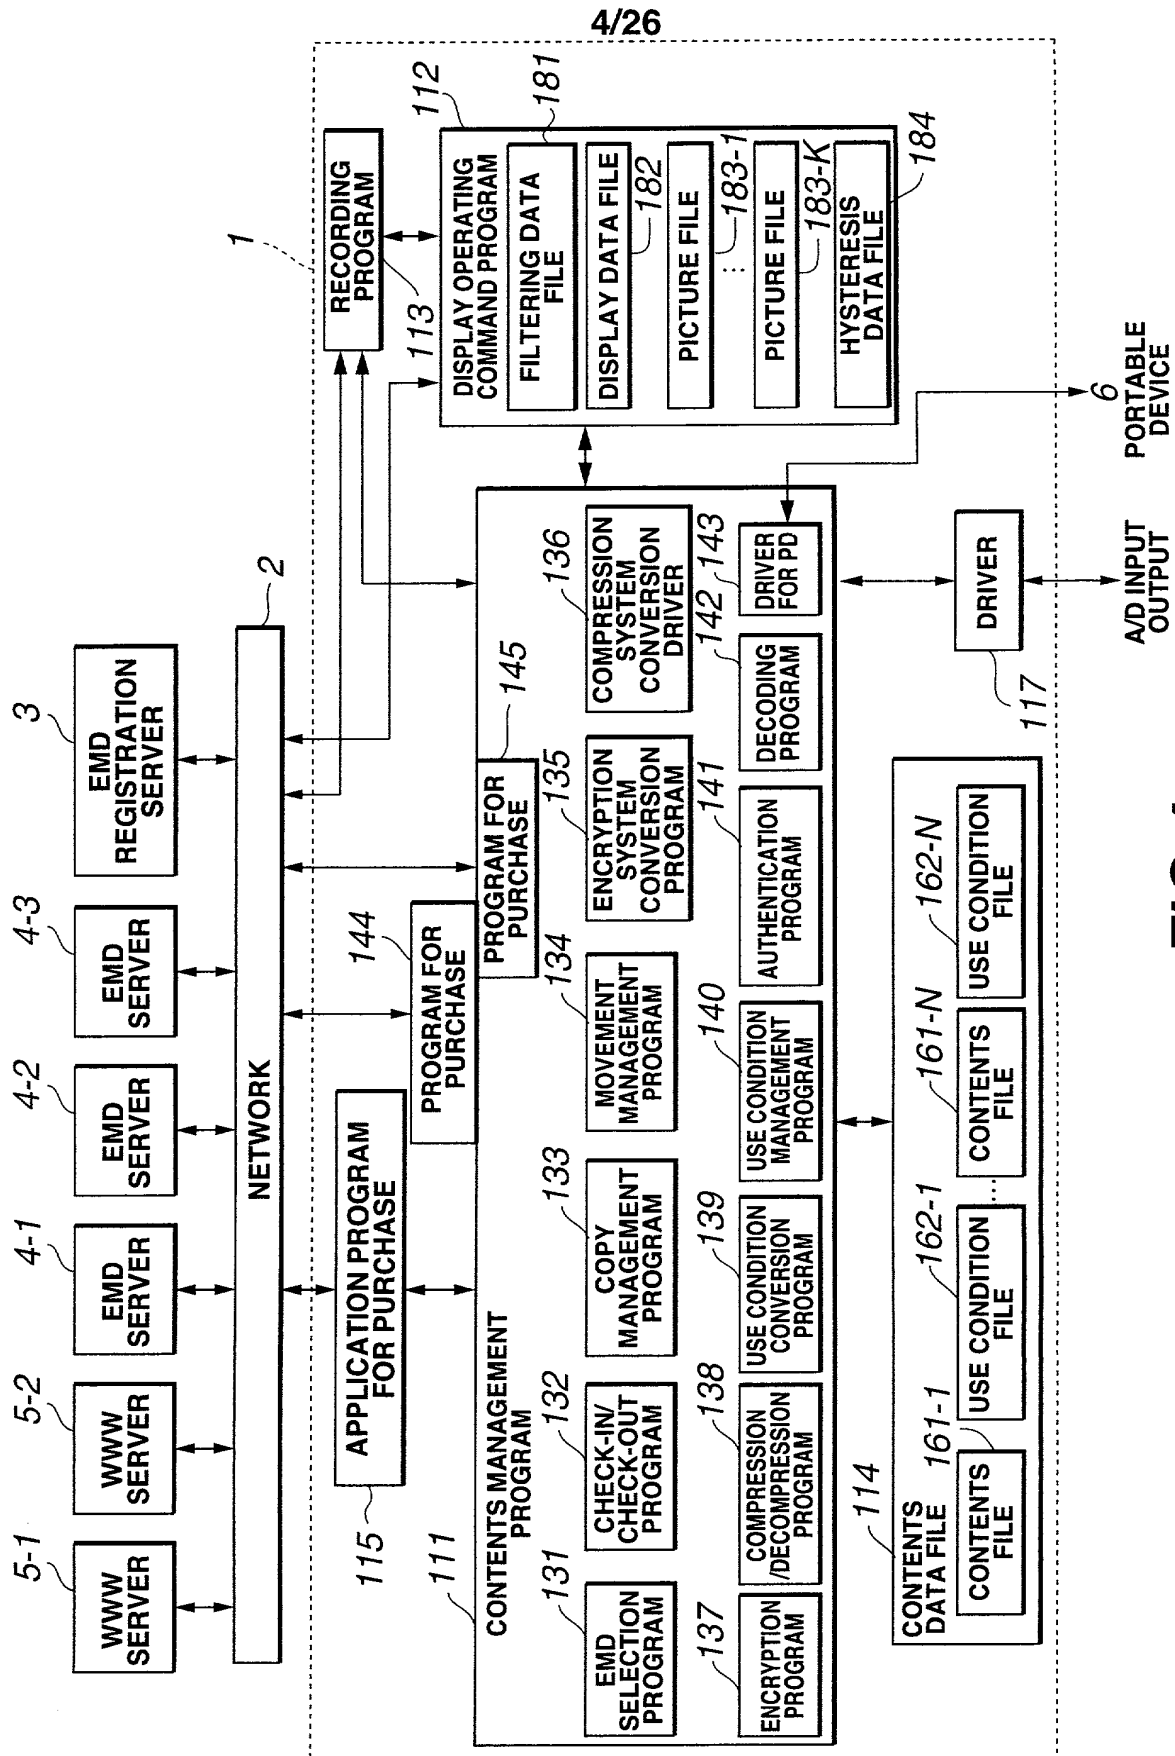 4/26
5-1
WWW
SERVER
5-2
WWW
SERVER
4-1
EMD
SERVER
4-2
EMD
SERVER
4-3
EMD
SERVER
3
EMD
REGISTRATION
SERVER
NETWORK
2
1
115
APPLICATION PROGRAM
FOR PURCHASE
144
PROGRAM FOR
PURCHASE
145
PROGRAM FOR
PURCHASE
RECORDING
PROGRAM
113
112
DISPLAY OPERATING
COMMAND PROGRAM
FILTERING DATA
FILE
181
DISPLAY DATA FILE
182
PICTURE FILE
183-1
PICTURE FILE
183-K
HYSTERESIS
DATA FILE
184
111
CONTENTS MANAGEMENT
PROGRAM
131
EMD
SELECTION
PROGRAM
132
CHECK-IN/
CHECK-OUT
PROGRAM
133
COPY
MANAGEMENT
PROGRAM
134
MOVEMENT
MANAGEMENT
PROGRAM
135
ENCRYPTION
SYSTEM
CONVERSION
PROGRAM
136
COMPRESSION
SYSTEM
CONVERSION
DRIVER
137
ENCRYPTION
PROGRAM
138
COMPRESSION
/DECOMPRESSION
PROGRAM
139
USE CONDITION
CONVERSION
PROGRAM
140
USE CONDITION
MANAGEMENT
PROGRAM
141
AUTHENTICATION
PROGRAM
142
DECODING
PROGRAM
143
DRIVER
FOR PD
114
CONTENTS
DATA FILE
161-1
CONTENTS
FILE
162-1
USE CONDITION
FILE
161-N
CONTENTS
FILE
162-N
USE CONDITION
FILE
117
DRIVER
A/D INPUT
OUTPUT
6
PORTABLE
DEVICE